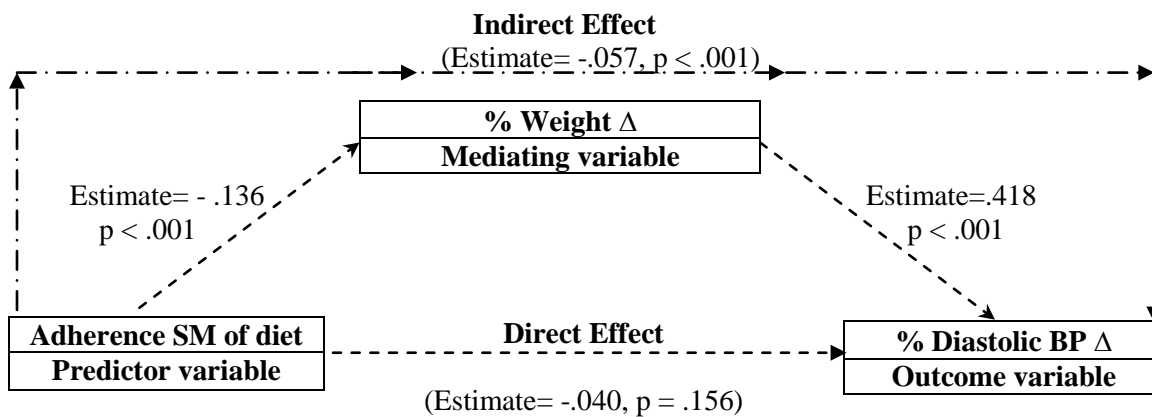 Indirect Effect
(Estimate= -.057, p < .001)
% Weight Δ
Mediating variable
Estimate= - .136
p < .001
Estimate=.418
p < .001
Adherence SM of diet
Predictor variable
Direct Effect
(Estimate= -.040, p = .156)
% Diastolic BP Δ
Outcome variable